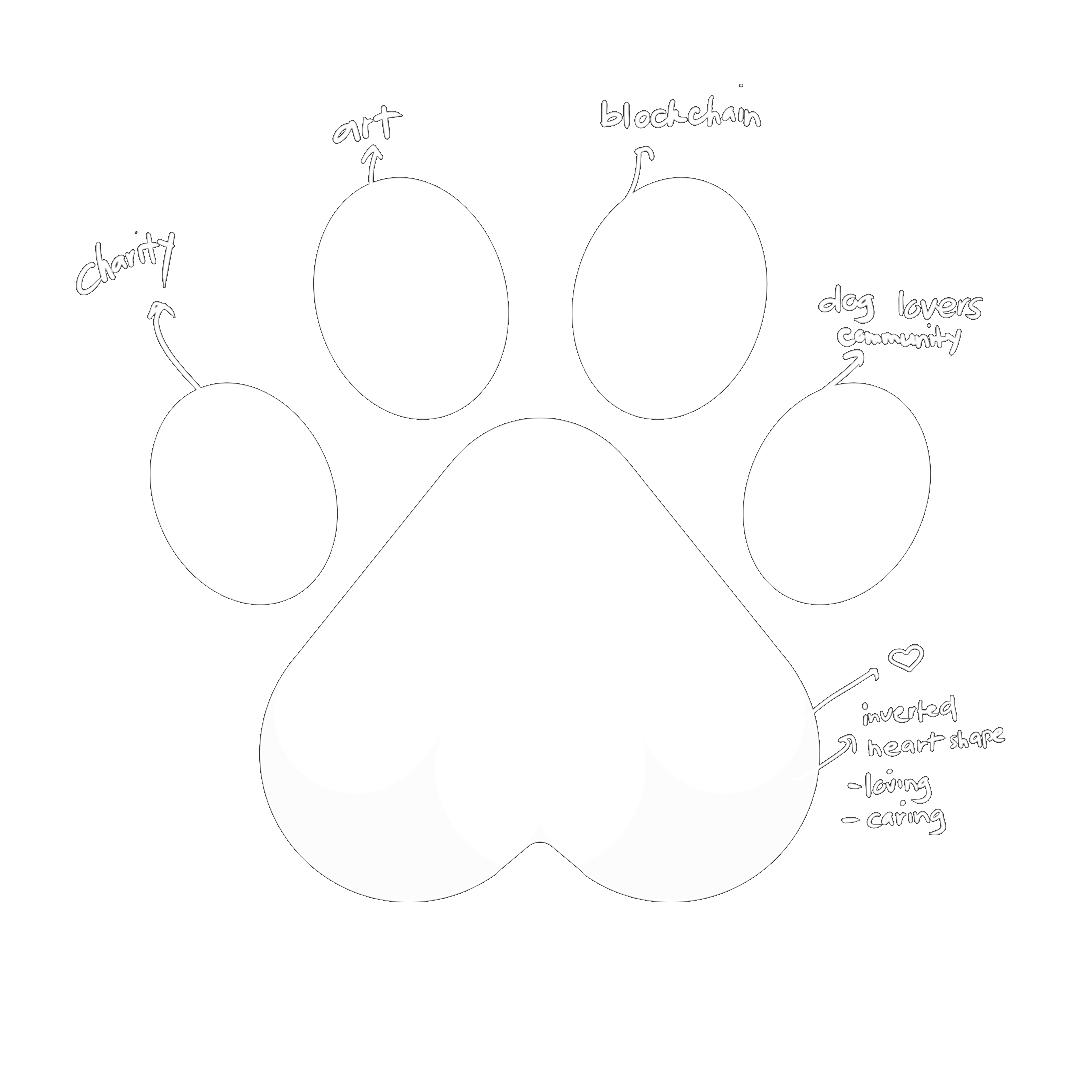 art
blockchain
charity
dog lovers
community
inverted
heart shape
-loving
-caring